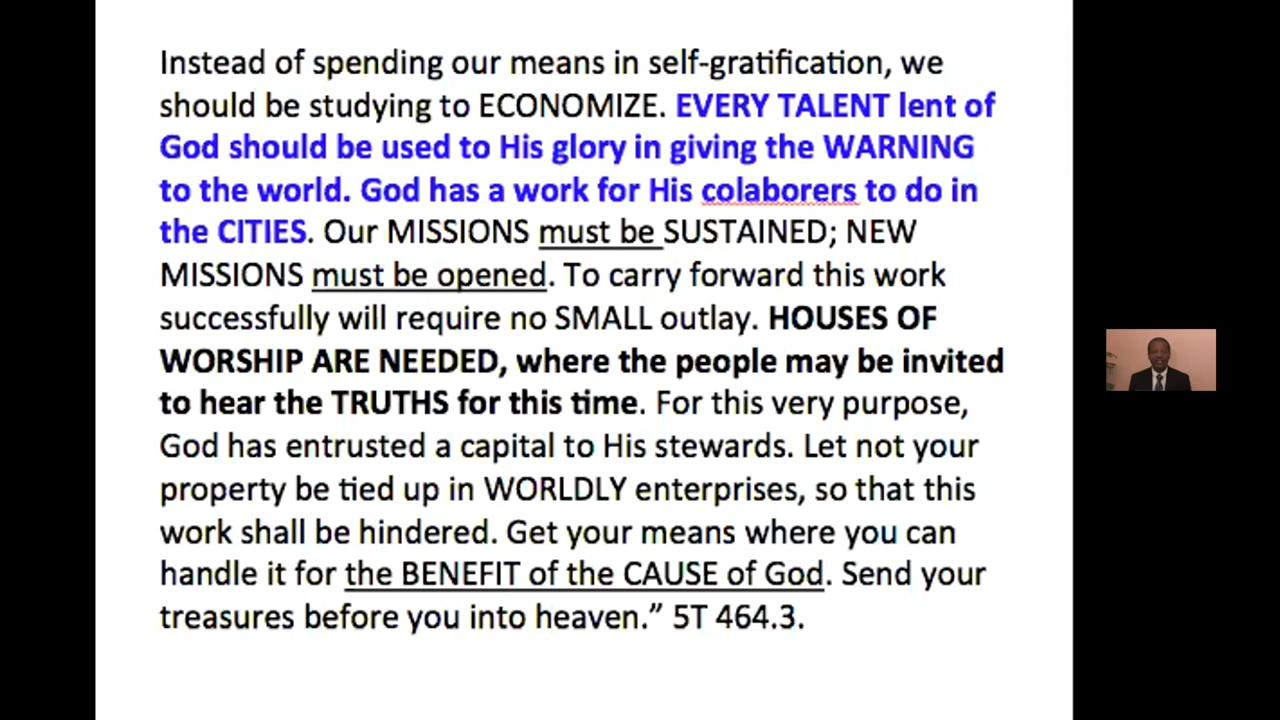 Instead of spending our means in self-gratification, we
should be studying to ECONOMIZE. EVERY TALENT lent of
God should be used to His glory in giving the WARNING
to the world. God has a work for His colaborers to do in
the CITIES. Our MISSIONS must be SUSTAINED; NEW
MISSIONS must be opened. To carry forward this work
successfully will require no SMALL outlay. HOUSES OF
WORSHIP ARE NEEDED, where the people may be invited
to hear the TRUTHS for this time. For this very purpose,
God has entrusted a capital to His stewards. Let not your
property be tied up in WORLDLY enterprises, so that this
work shall be hindered. Get your means where you can
handle it for the BENEFIT of the CAUSE of God. Send your
treasures before you into heaven.” 5T 464.3.